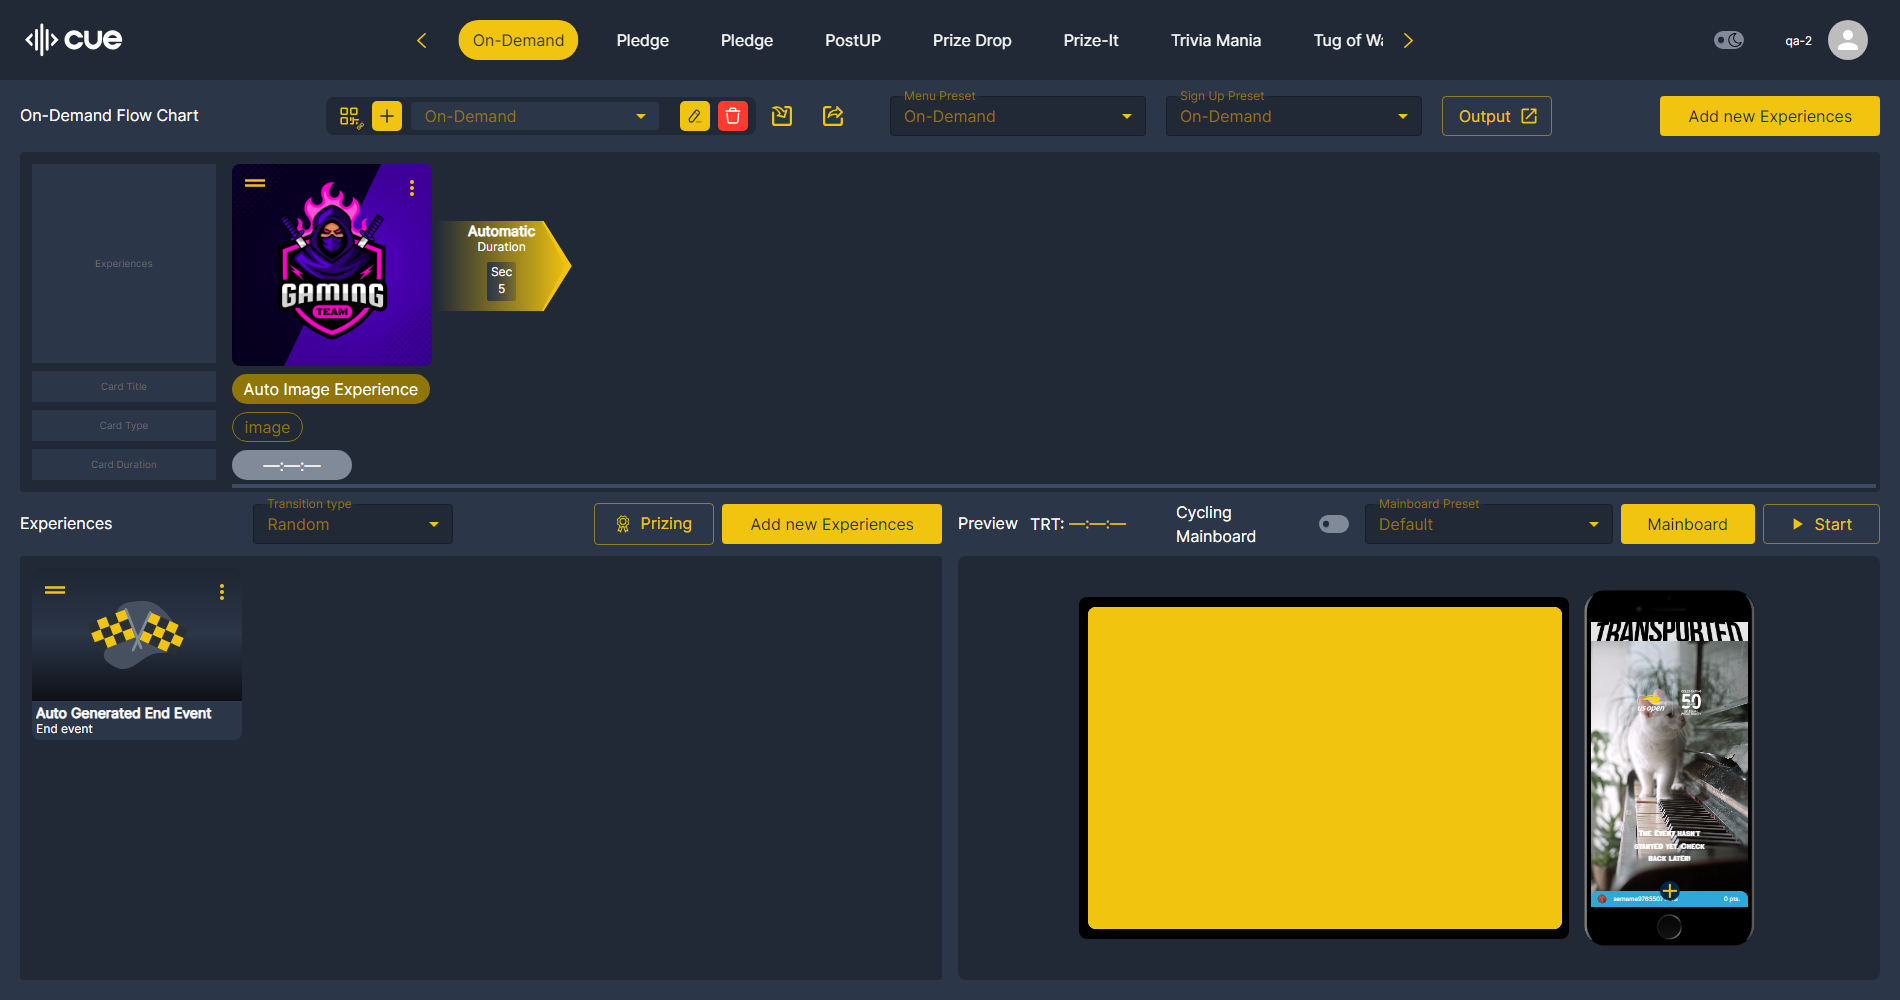 cue
On-Demand
Pledge
Pledge
PostUP
Prize Drop
Prize-It
Trivia Mania
Tug of Wa
qa-2
On-Demand Flow Chart
On-Demand
Menu Preset
On-Demand
Sign Up Preset
On-Demand
Output
Add new Experiences
Experiences
GAMING
TEAM
Automatic
Duration
Sec
5
Card Title
Auto Image Experience
Card Type
image
Card Duration
—:—:—
Experiences
Transition type
Random
Prizing
Add new Experiences
Preview
TRT: —:—:—
Cycling
Mainboard
Mainboard Preset
Default
Mainboard
Start
Auto Generated End Event
End event
TRANSPORTED
us open
50
The Event hasn't
started yet. Check
back later!
0 pts.